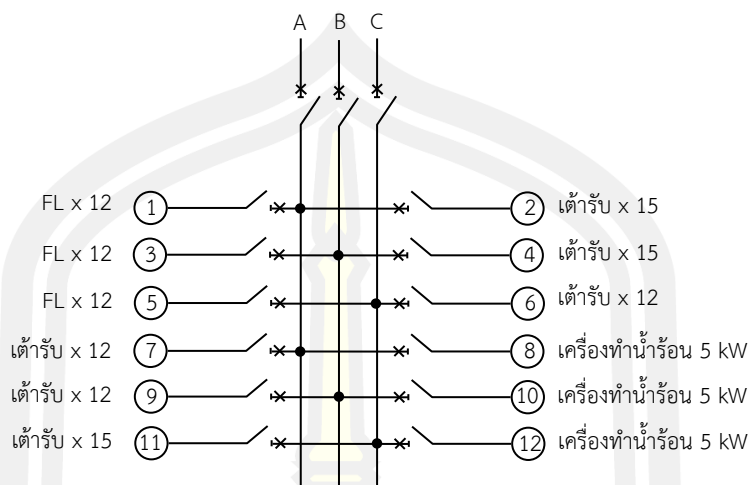 A B C
FL x 12 1 2 เต้ารับ x 15
FL x 12 3 4 เต้ารับ x 15
FL x 12 5 6 เต้ารับ x 12
เต้ารับ x 12 7 8 เครื่องทำน้ำร้อน 5 kW
เต้ารับ x 12 9 10 เครื่องทำน้ำร้อน 5 kW
เต้ารับ x 15 11 12 เครื่องทำน้ำร้อน 5 kW